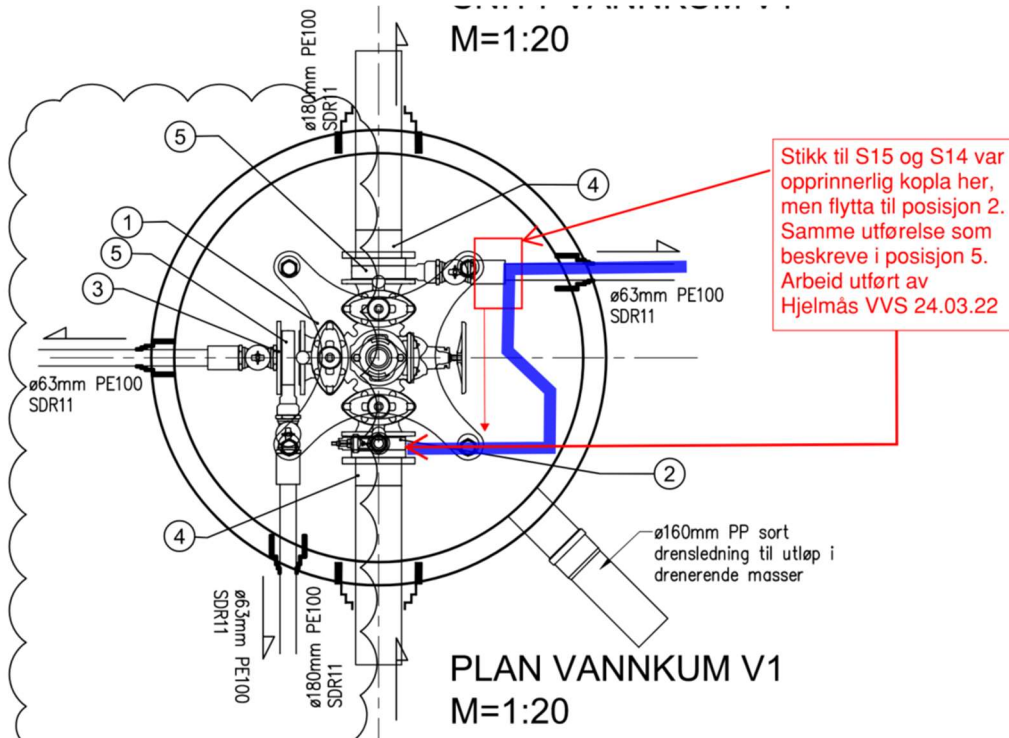 M=1:20
ø180mm PE100
SDR11
5
4
1
5
3
Stikk til S15 og S14 var
opprinnerlig kopla her,
men flytta til posisjon 2.
Samme utførelse som
beskreve i posisjon 5.
Arbeid utført av
Hjelmås VVS 24.03.22
ø63mm PE100
SDR11
ø63mm PE100
SDR11
2
4
ø160mm PP sort
drensledning til utløp i
drenerende masser
ø63mm PE100
SDR11
ø180mm PE100
SDR11
PLAN VANNKUM V1
M=1:20